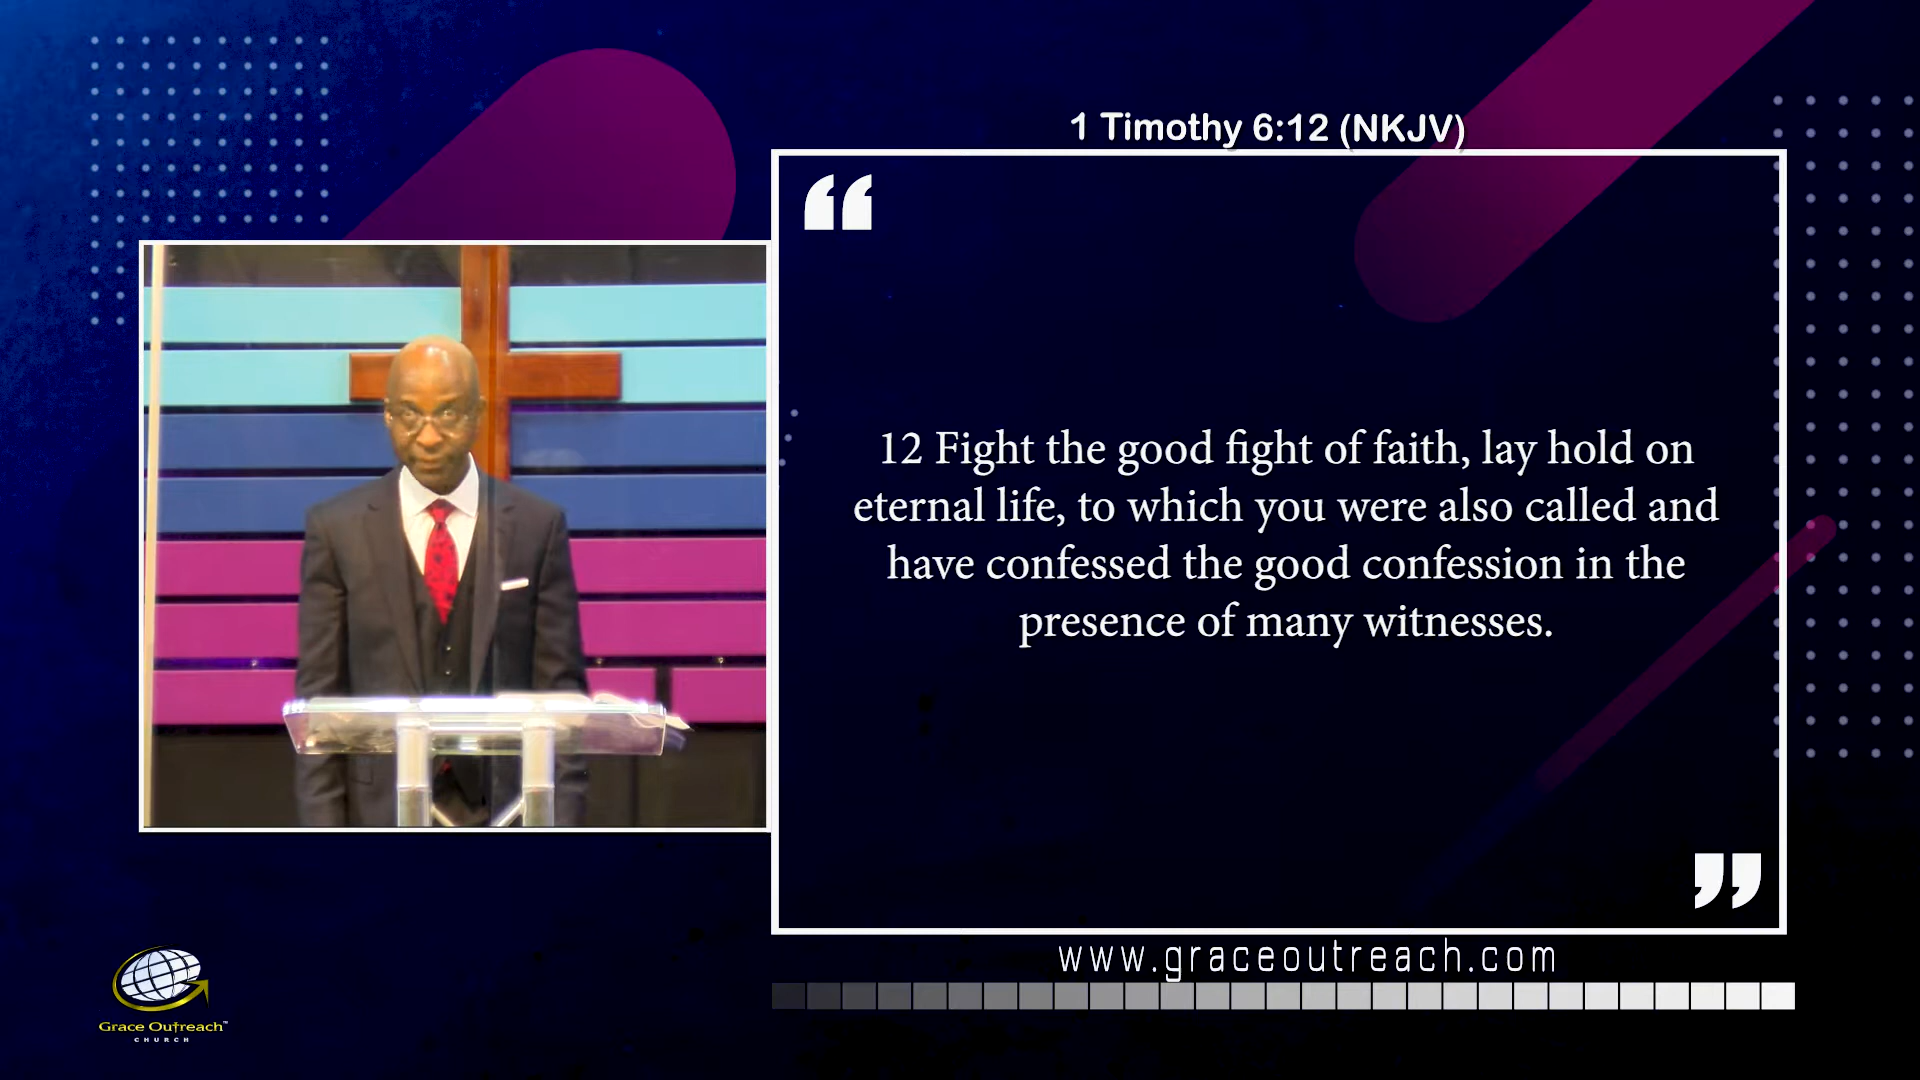 1 Timothy 6:12 (NKJV)
“
12 Fight the good fight of faith, lay hold on
eternal life, to which you were also called and
have confessed the good confession in the
presence of many witnesses.
”
www.graceoutreach.com
Grace Outreach™
CHURCH